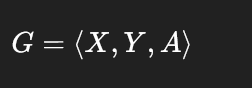 G = ⟨X, Y, A⟩